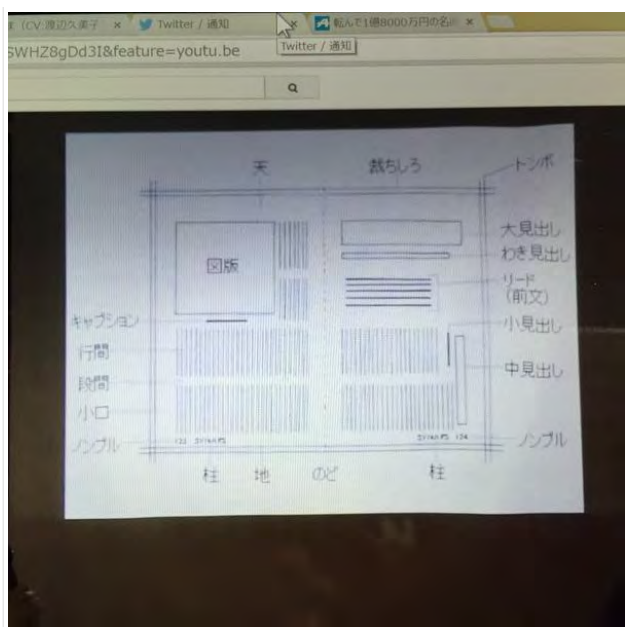 (CV:渡辺久美子 ×
Twitter / 通知 ×
転んで1億8000万円の名
SWHZ8gDd3I&feature=youtu.be
Twitter / 通知
天
裁ちしろ
トンボ
大見出し
図版
わき見出し
リード
(前文)
キャプション
小見出し
行間
中見出し
段間
小口
ノンブル
ノンブル
柱
地
のど
柱